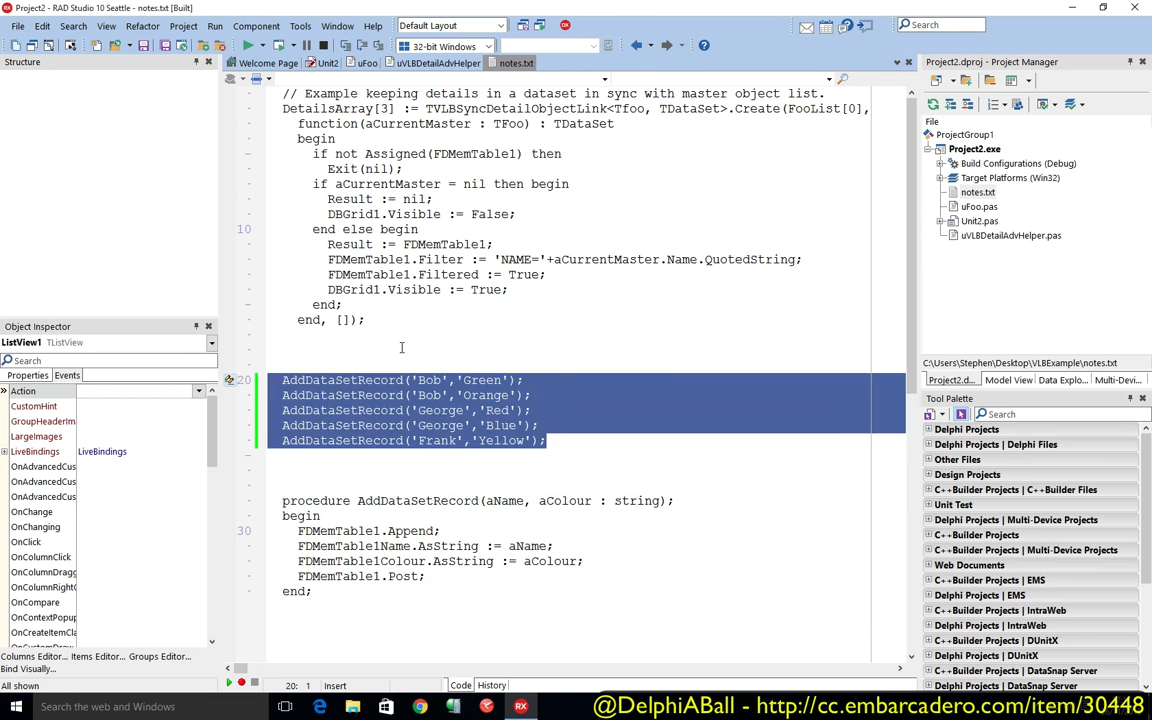 Project2 - RAD Studio 10 Seattle - notes.txt [Built]
File Edit Search View Refactor Project Run Component Tools Window Help Default Layout Search
32-bit Windows
Structure
Welcome Page Unit2 uFoo uVLBDetailAdvHelper notes.txt
// Example keeping details in a dataset in sync with master object list.
DetailsArray[3] := TVLBSyncDetailObjectLink<Tfoo, TDataSet>.Create(FooList[0],
function(aCurrentMaster : TFoo) : TDataSet
begin
if not Assigned(FDMemTable1) then
Exit(nil);
if aCurrentMaster = nil then begin
Result := nil;
DBGrid1.Visible := False;
10 end else begin
Result := FDMemTable1;
FDMemTable1.Filter := 'NAME='+aCurrentMaster.Name.QuotedString;
FDMemTable1.Filtered := True;
DBGrid1.Visible := True;
end;
end, []);
20 AddDataSetRecord('Bob','Green');
AddDataSetRecord('Bob','Orange');
AddDataSetRecord('George','Red');
AddDataSetRecord('George','Blue');
AddDataSetRecord('Frank','Yellow');
procedure AddDataSetRecord(aName, aColour : string);
begin
30 FDMemTable1.Append;
FDMemTable1Name.AsString := aName;
FDMemTable1Colour.AsString := aColour;
FDMemTable1.Post;
end;
20: 1 Insert Code History
Object Inspector
ListView1 TListView
Search
Properties Events
Action
CustomHint
GroupHeaderIm
LargeImages
LiveBindings LiveBindings
OnAdvancedCus
OnAdvancedCus
OnAdvancedCus
OnChange
OnChanging
OnClick
OnColumnClick
OnColumnDragg
OnColumnRightC
OnCompare
OnContextPopup
OnCreateItemCla
OnCustomDraw
Columns Editor... Items Editor... Groups Editor...
Bind Visually...
All shown
Project2.dproj - Project Manager
File
ProjectGroup1
Project2.exe
Build Configurations (Debug)
Target Platforms (Win32)
notes.txt
uFoo.pas
Unit2.pas
uVLBDetailAdvHelper.pas
C:\Users\Stephen\Desktop\VLBExample\notes.txt
Project2.d... Model View Data Explo... Multi-Devi...
Tool Palette
Search
Delphi Projects
Delphi Projects | Delphi Files
Other Files
Design Projects
C++Builder Projects | C++Builder Files
Unit Test
Delphi Projects | Multi-Device Projects
C++Builder Projects
C++Builder Projects | Multi-Device Projects
Web Documents
C++Builder Projects | EMS
Delphi Projects | EMS
C++Builder Projects | IntraWeb
Delphi Projects | IntraWeb
C++Builder Projects | DUnitX
Delphi Projects | DUnitX
C++Builder Projects | DataSnap Server
Delphi Projects | DataSnap Server
Search the web and Windows
@DelphiABall - http://cc.embarcadero.com/item/30448